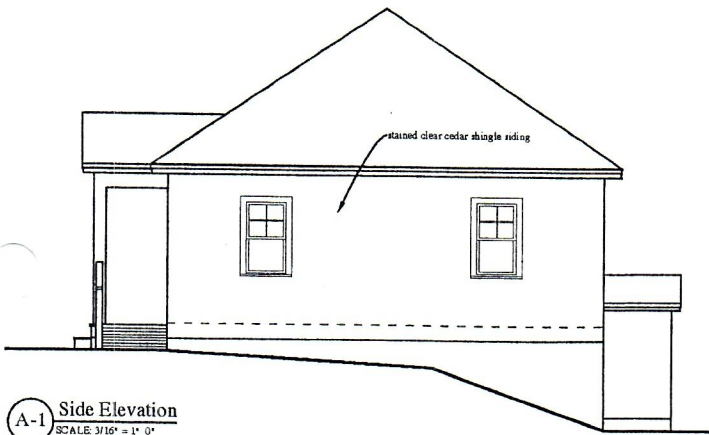 stained clear cedar shingle siding
A-1 Side Elevation
SCALE: 3/16" = 1' 0"